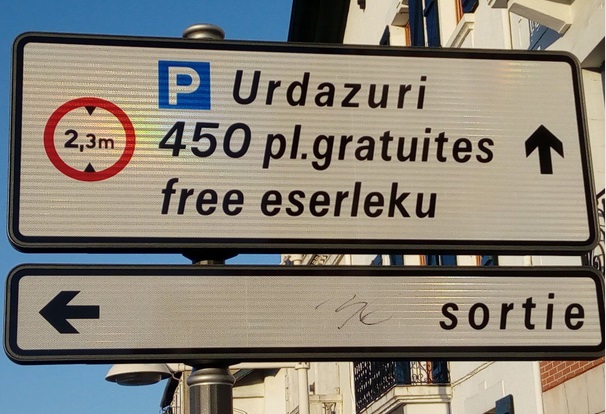 P Urdazuri
2,3m
450 pl.gratuites
free eserleku
sortie